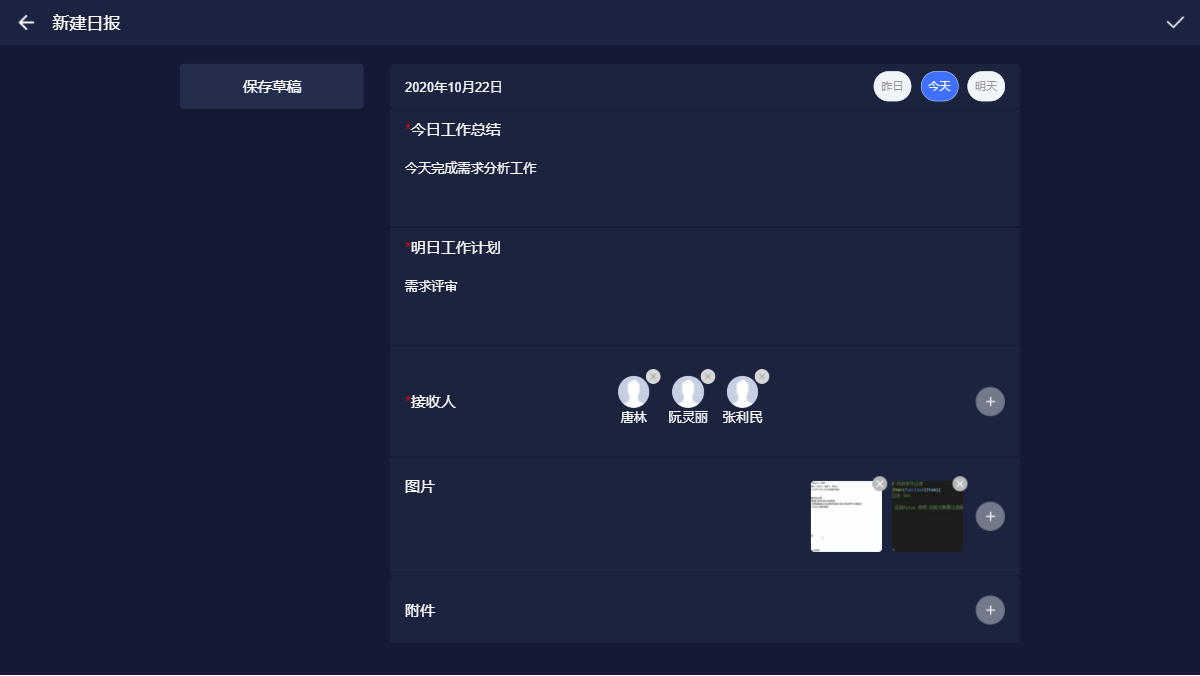 新建日报
保存草稿
2020年10月22日
昨日
今天
明天
*今日工作总结
今天完成需求分析工作
*明日工作计划
需求评审
*接收人
唐林
阮灵丽
张利民
图片
附件